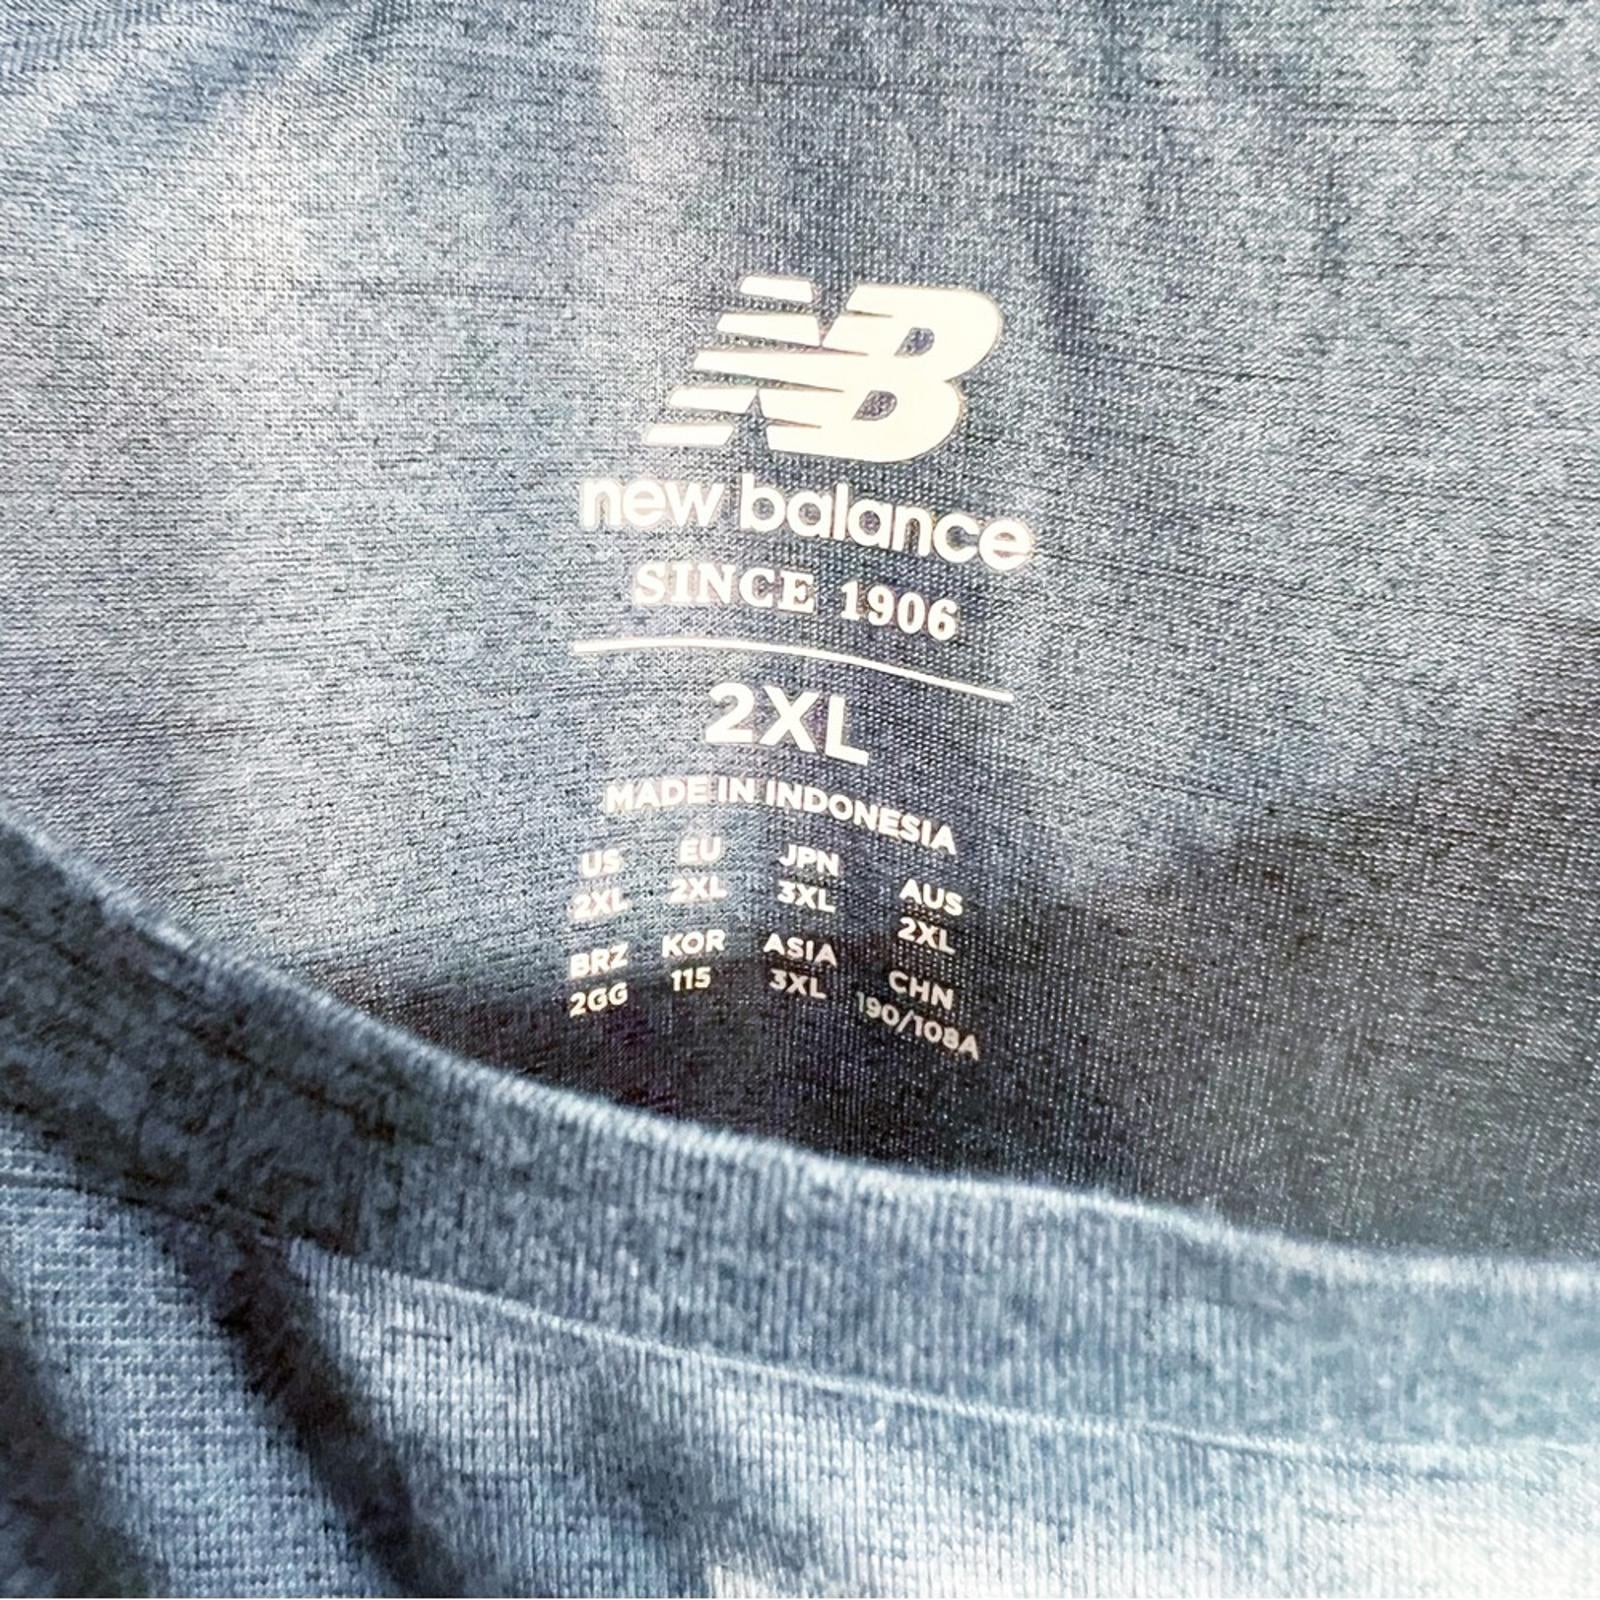 NB
new balance
SINCE 1906
2XL
MADE IN INDONESIA
US EU JPN AUS
2XL 2XL 3XL 2XL
BRZ KOR ASIA CHN
2GG 115 3XL 190/108A